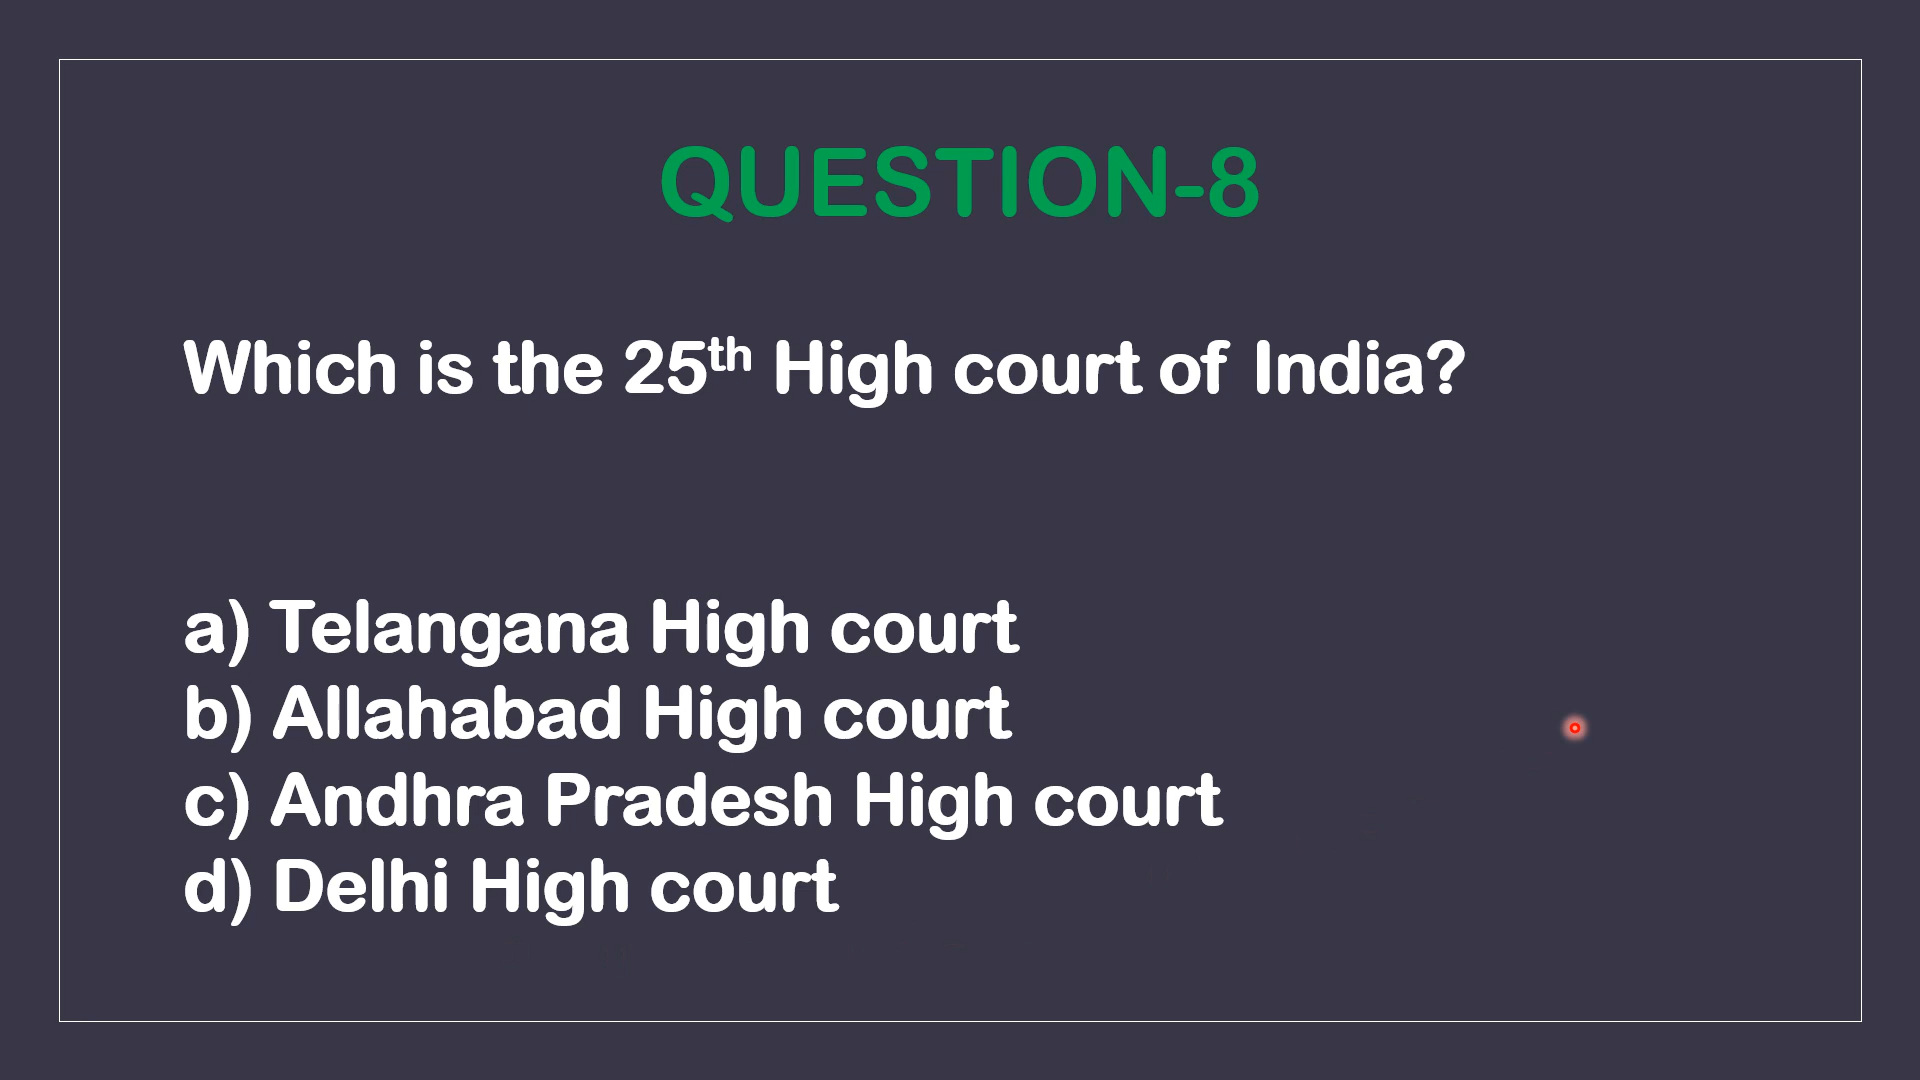 QUESTION-8
Which is the 25th High court of India?
a) Telangana High court
b) Allahabad High court
c) Andhra Pradesh High court
d) Delhi High court